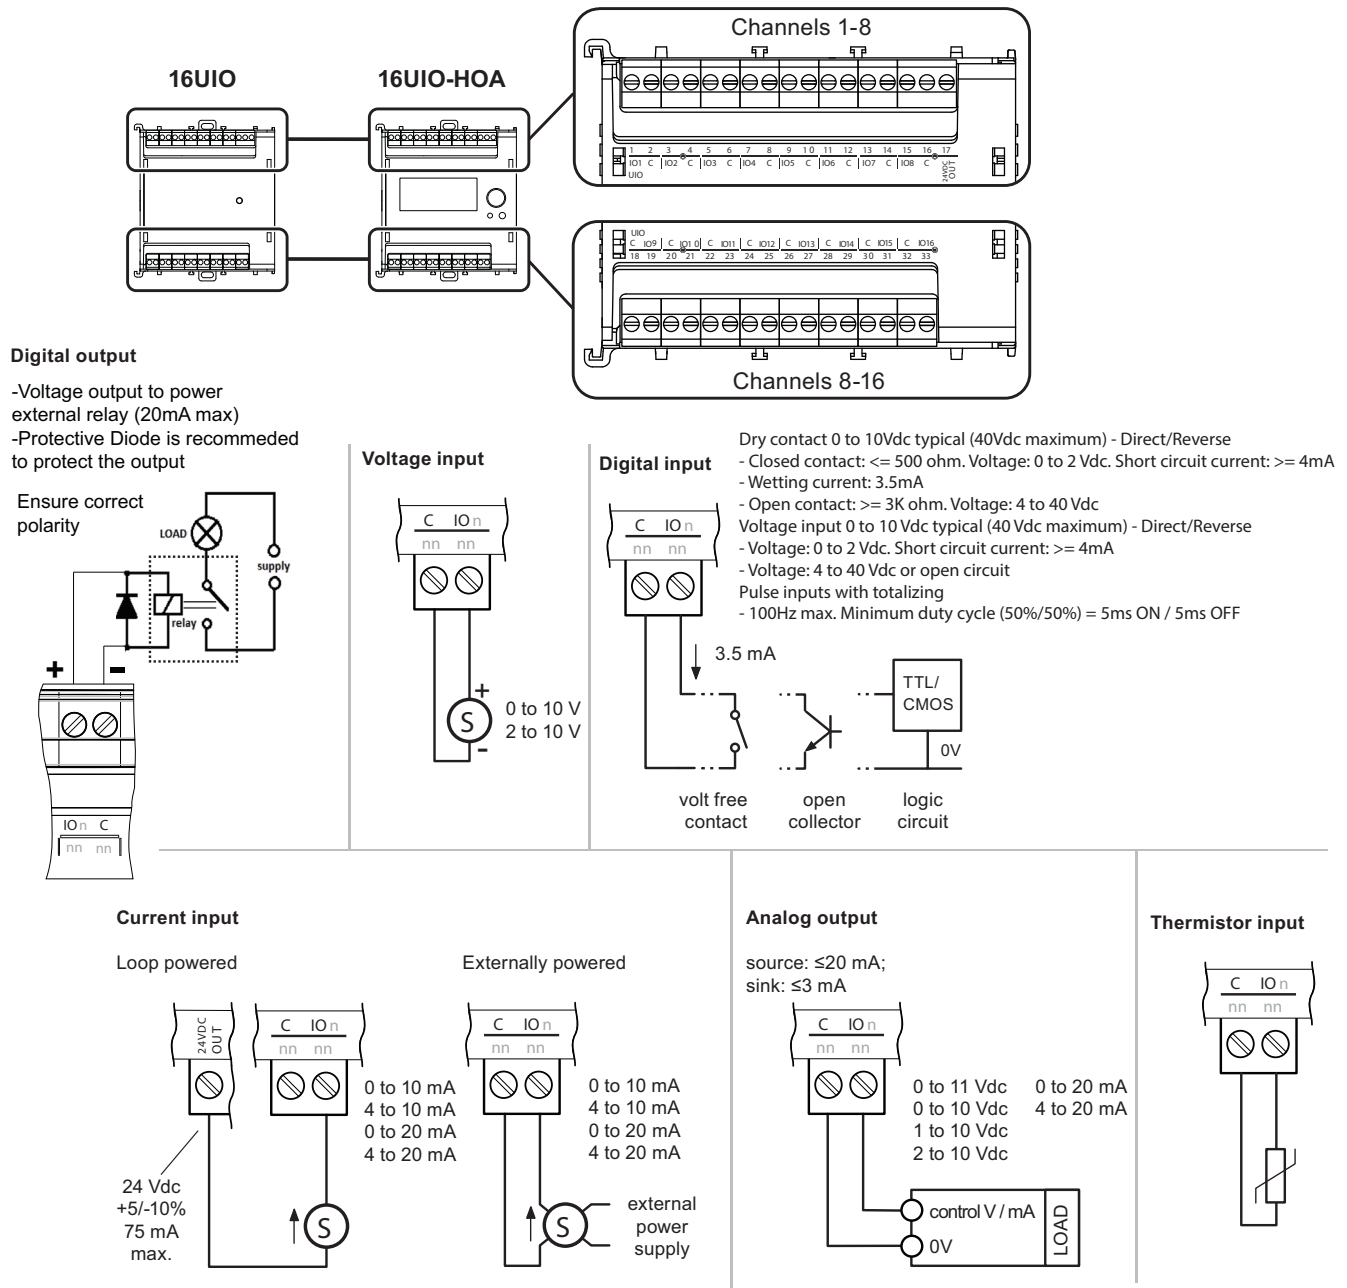 16UIO
16UIO-HOA
Channels 1-8
1 2 3 4 5 6 7 8 9 10 11 12 13 14 15 16 17
IO1 C IO2 C IO3 C IO4 C IO5 C IO6 C IO7 C IO8 C 24VDC OUT
UIO
UIO
C IO9 C IO10 C IO11 C IO12 C IO13 C IO14 C IO15 C IO16
18 19 20 21 22 23 24 25 26 27 28 29 30 31 32 33
Channels 8-16
Digital output
-Voltage output to power
external relay (20mA max)
-Protective Diode is recommeded
to protect the output
Ensure correct
polarity
LOAD
supply
relay
+ -
IOn C
nn nn
Voltage input
C IOn
nn nn
+
S
-
0 to 10 V
2 to 10 V
Digital input
Dry contact 0 to 10Vdc typical (40Vdc maximum) - Direct/Reverse
- Closed contact: <= 500 ohm. Voltage: 0 to 2 Vdc. Short circuit current: >= 4mA
- Wetting current: 3.5mA
- Open contact: >= 3K ohm. Voltage: 4 to 40 Vdc
Voltage input 0 to 10 Vdc typical (40 Vdc maximum) - Direct/Reverse
- Voltage: 0 to 2 Vdc. Short circuit current: >= 4mA
- Voltage: 4 to 40 Vdc or open circuit
Pulse inputs with totalizing
- 100Hz max. Minimum duty cycle (50%/50%) = 5ms ON / 5ms OFF
C IOn
nn nn
3.5 mA
TTL/
CMOS
0V
volt free
contact
open
collector
logic
circuit
Current input
Loop powered
24VDC
OUT
C IOn
nn nn
0 to 10 mA
4 to 10 mA
0 to 20 mA
4 to 20 mA
24 Vdc
+5/-10%
75 mA
max.
S
Externally powered
C IOn
nn nn
0 to 10 mA
4 to 10 mA
0 to 20 mA
4 to 20 mA
S
external
power
supply
Analog output
source: ≤20 mA;
sink: ≤3 mA
C IOn
nn nn
0 to 11 Vdc 0 to 20 mA
0 to 10 Vdc 4 to 20 mA
1 to 10 Vdc
2 to 10 Vdc
control V / mA
0V
LOAD
Thermistor input
C IOn
nn nn